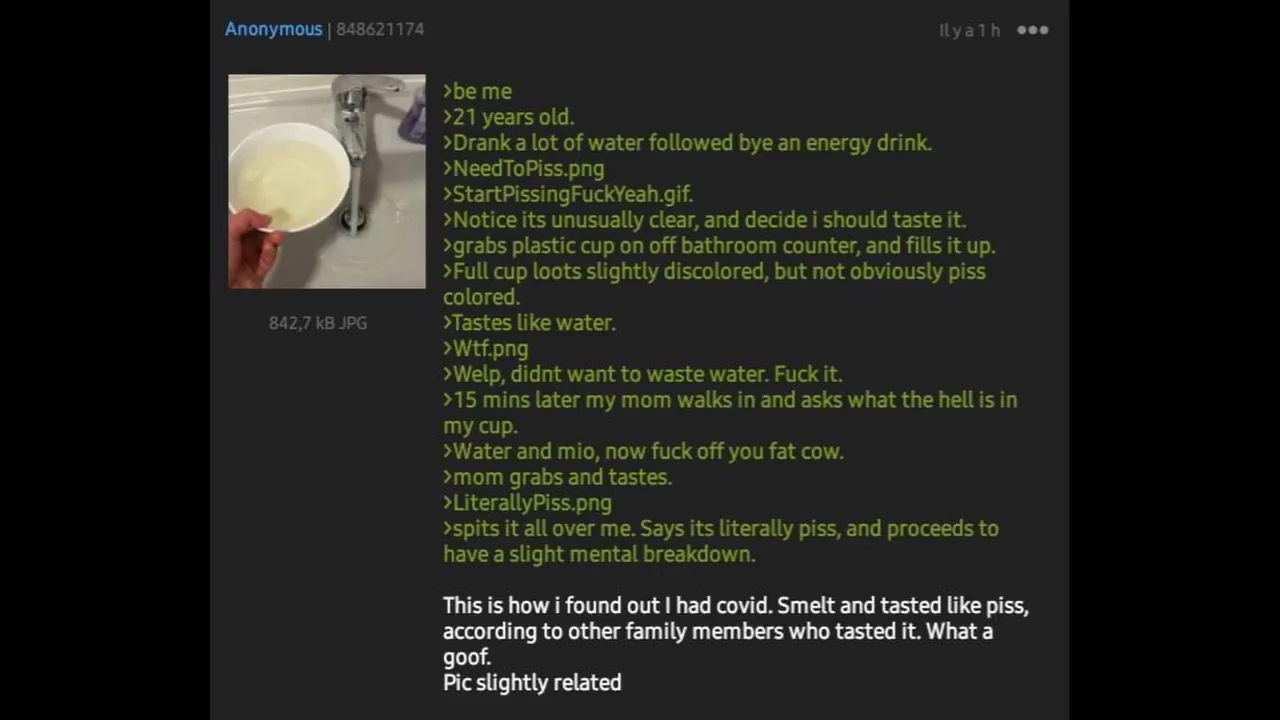 Anonymous | 848621174
Il y a 1 h
>be me
>21 years old.
>Drank a lot of water followed bye an energy drink.
>NeedToPiss.png
>StartPissingFuckYeah.gif.
>Notice its unusually clear, and decide i should taste it.
>grabs plastic cup on off bathroom counter, and fills it up.
>Full cup loots slightly discolored, but not obviously piss
colored.
>Tastes like water.
>Wtf.png
>Welp, didnt want to waste water. Fuck it.
>15 mins later my mom walks in and asks what the hell is in
my cup.
>Water and mio, now fuck off you fat cow.
>mom grabs and tastes.
>LiterallyPiss.png
>spits it all over me. Says its literally piss, and proceeds to
have a slight mental breakdown.
842,7 kB JPG
This is how i found out I had covid. Smelt and tasted like piss,
according to other family members who tasted it. What a
goof.
Pic slightly related